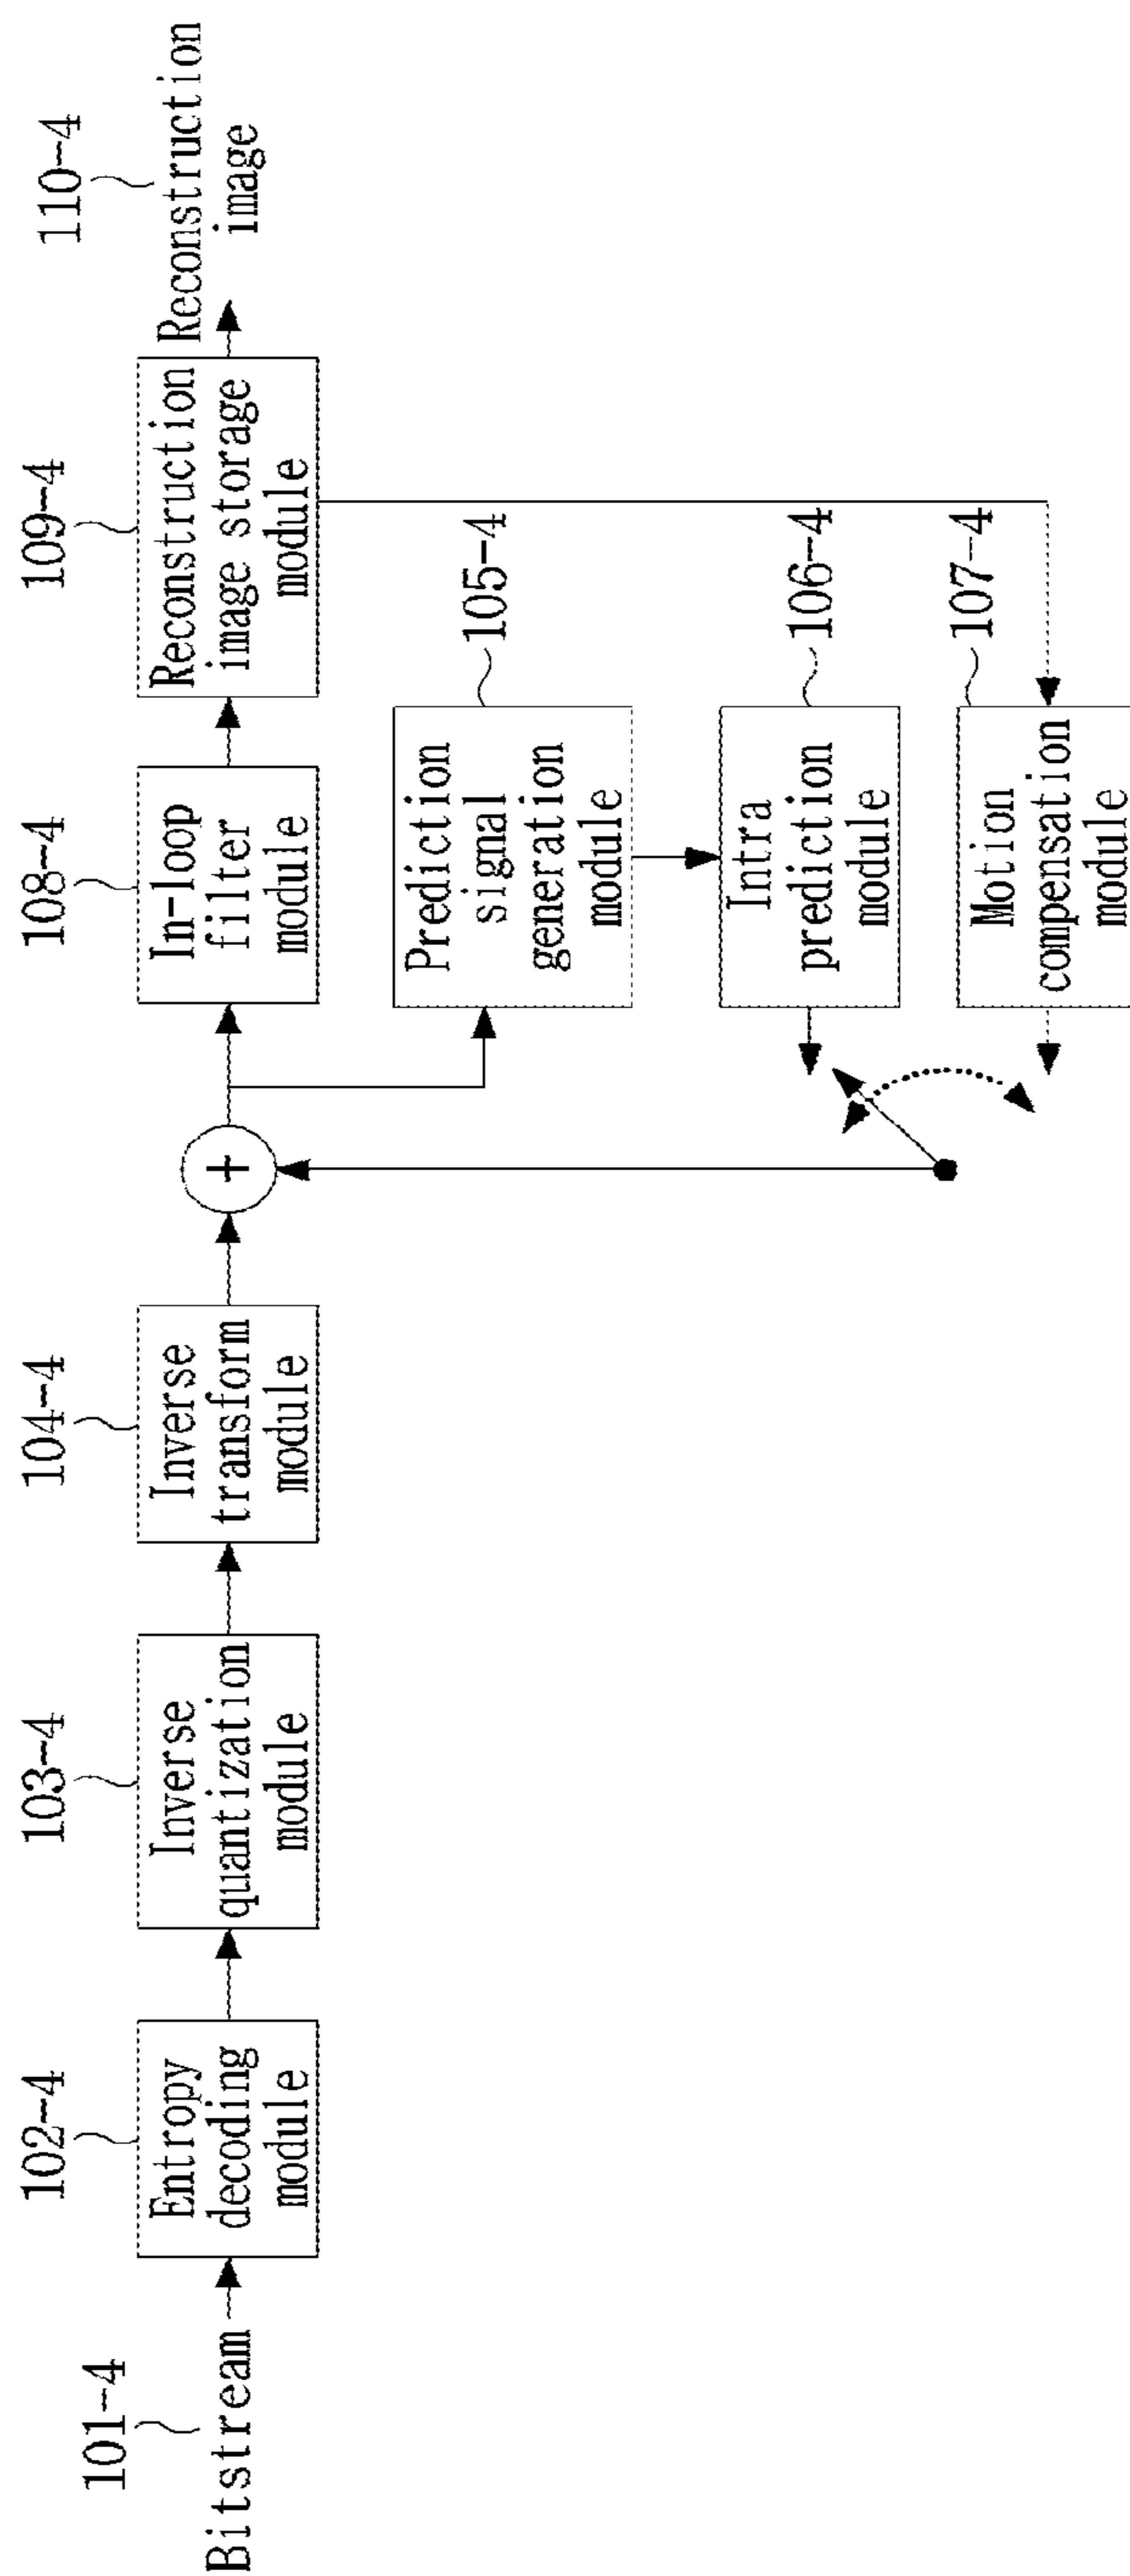 101-4
Bitstream
102-4
Entropy
decoding
module
103-4
Inverse
quantization
module
104-4
Inverse
transform
module
+
108-4
In-loop
filter
module
109-4
Reconstruction
image storage
module
110-4
Reconstruction
image
105-4
Prediction
signal
generation
module
106-4
Intra
prediction
module
107-4
Motion
compensation
module